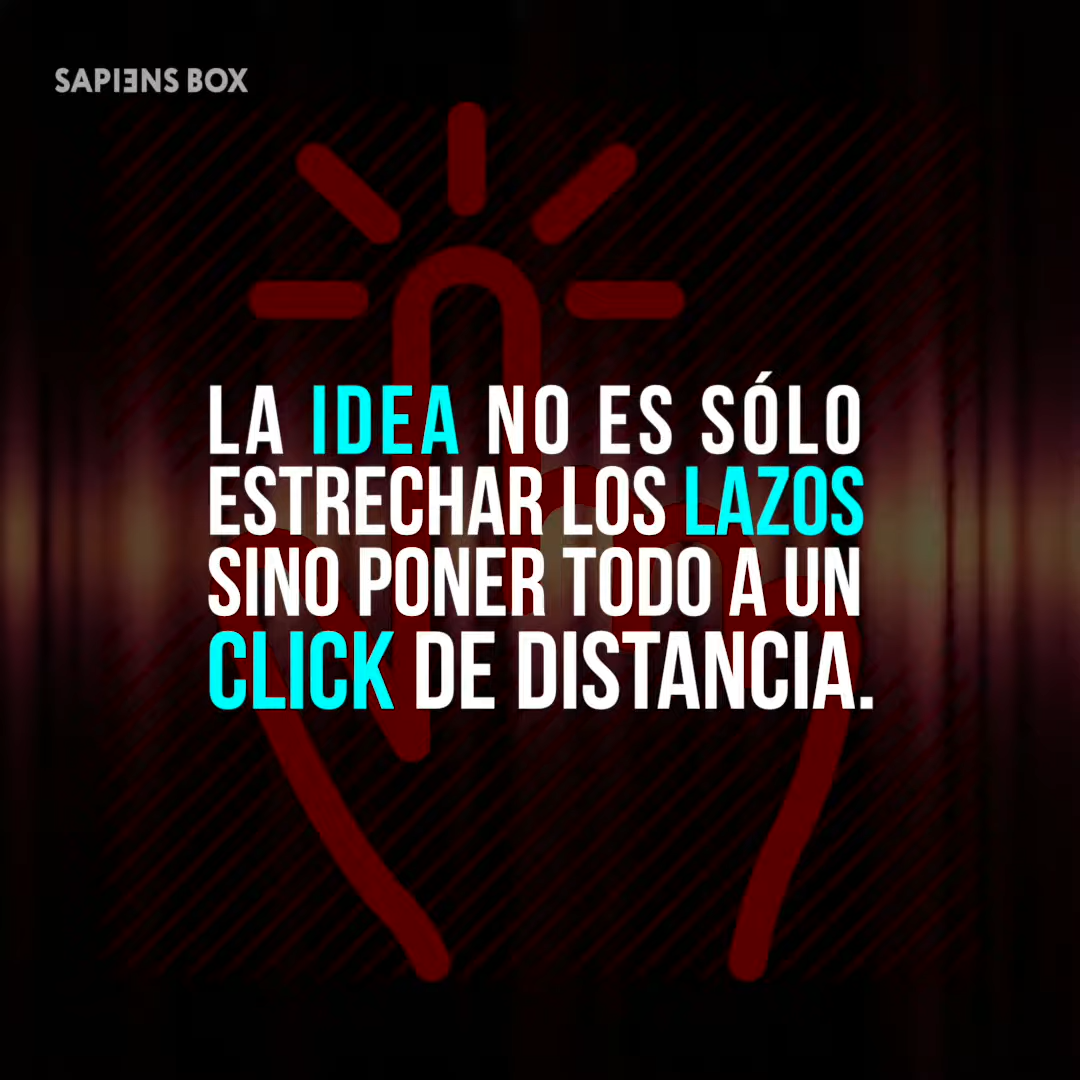 SAPIƎNS BOX
LA IDEA NO ES SÓLO
ESTRECHAR LOS LAZOS
SINO PONER TODO A UN
CLICK DE DISTANCIA.